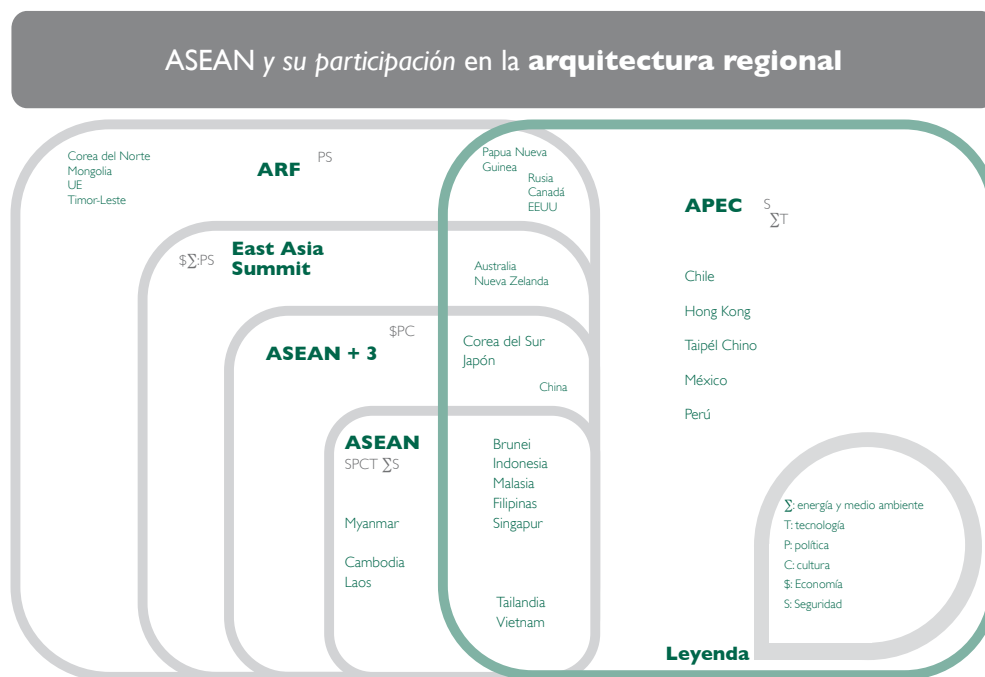 ASEAN y su participación en la arquitectura regional
Corea del Norte
Mongolia
UE
Timor-Leste
ARF
PS
Papua Nueva
Guinea
Rusia
Canadá
EEUU
APEC
S
∑T
$∑:PS
East Asia
Summit
Australia
Nueva Zelanda
Chile
Hong Kong
Taipél Chino
México
Perú
$PC
ASEAN + 3
Corea del Sur
Japón
China
ASEAN
SPCT ∑S
Myanmar
Cambodia
Laos
Brunei
Indonesia
Malasia
Filipinas
Singapur
Tailandia
Vietnam
∑: energía y medio ambiente
T: tecnología
P: política
C: cultura
$: Economía
S: Seguridad
Leyenda